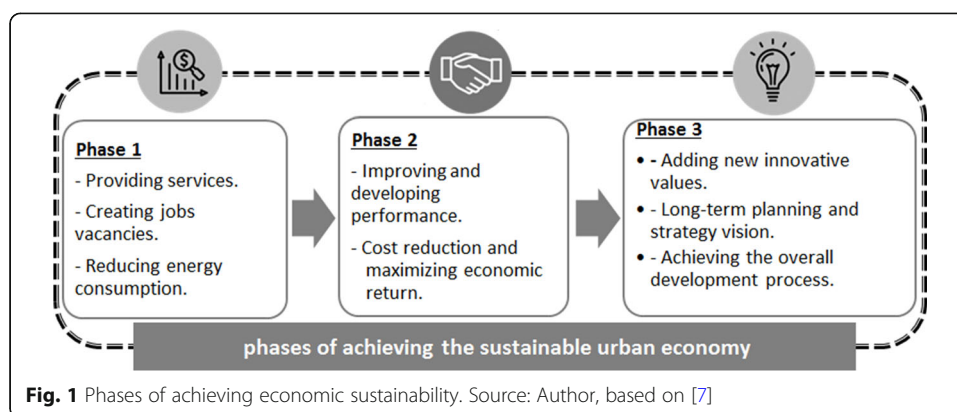 Phase 1
- Providing services.
- Creating jobs
vacancies.
- Reducing energy
consumption.
Phase 2
- Improving and
developing
performance.
- Cost reduction and
maximizing economic
return.
Phase 3
• - Adding new innovative
values.
• - Long-term planning and
strategy vision.
• - Achieving the overall
development process.
phases of achieving the sustainable urban economy
Fig. 1 Phases of achieving economic sustainability. Source: Author, based on [7]